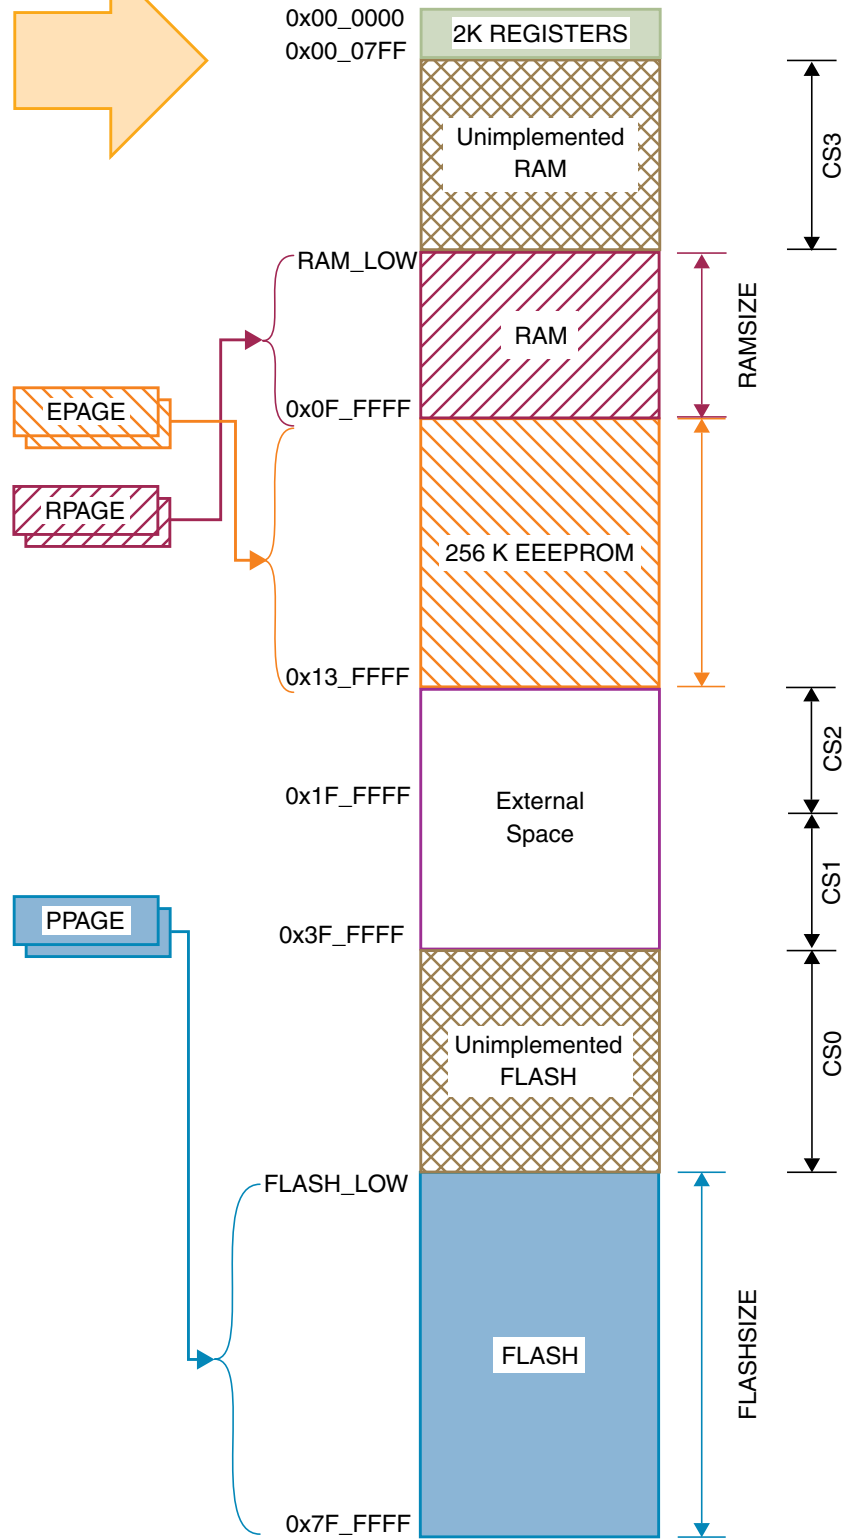 0x00_0000
2K REGISTERS
0x00_07FF
Unimplemented
RAM
CS3
RAM_LOW
RAM
RAMSIZE
EPAGE
0x0F_FFFF
RPAGE
256 K EEEPROM
0x13_FFFF
CS2
0x1F_FFFF
External
Space
CS1
PPAGE
0x3F_FFFF
Unimplemented
FLASH
CS0
FLASH_LOW
FLASH
FLASHSIZE
0x7F_FFFF